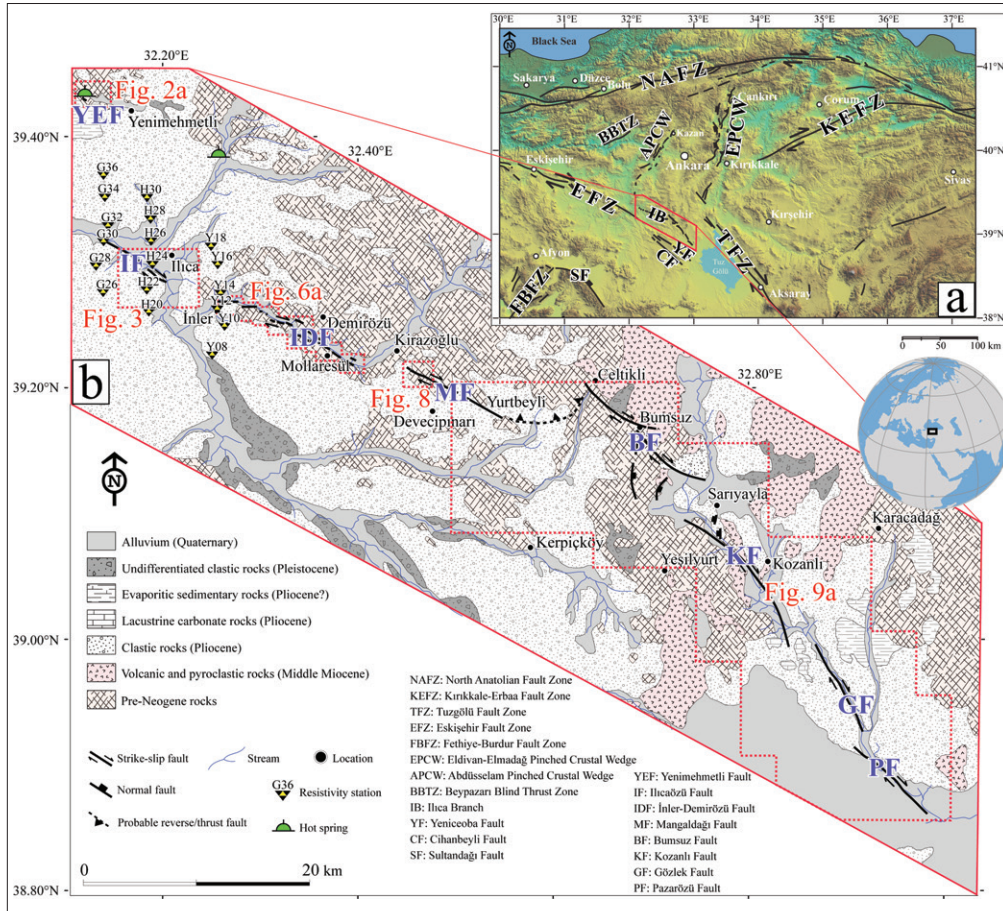 30.0°E 31°E 32°E 33°E 34°E 35°E 36°E 37°E
N
Black Sea
41°N
40°N
39°N
38°N
Sakarya
Düzce
Bolu
NAFZ
Çankırı
Çorum
KEFZ
BBTZ
APCW
Kazan
EPCW
Eskişehir
Ankara
Kırıkkale
Sivas
EFZ
IB
Kırşehir
YF
CF
TFZ
Afyon
SF
FBFZ
Tuz
Gölü
Aksaray
a
0 50 100
km
32.20°E
32.40°E
32.80°E
39.40°N
39.20°N
39.00°N
38.80°N
Fig. 2a
YEF
Yenimehmetli
G36
G34
H30
G32
H28
G30
H26
Y18
IF
Ilıca
H24
G28
Y16
G26
H22
Y14
H20
Y12
Fig. 6a
Fig. 3
İnler
Y10
Demirözü
IDF
Y08
Mollaresul
Kirazoğlu
b
Fig. 8
MF
Yurtbeyli
Devecipınarı
Celtikli
Bumsuz
BF
Sarıyayla
Karacadağ
Kerpiçköy
Yeşilyurt
KF
Kozanlı
Fig. 9a
GF
PF
N
Alluvium (Quaternary)
Undifferentiated clastic rocks (Pleistocene)
Evaporitic sedimentary rocks (Pliocene?)
Lacustrine carbonate rocks (Pliocene)
Clastic rocks (Pliocene)
Volcanic and pyroclastic rocks (Middle Miocene)
Pre-Neogene rocks
Strike-slip fault
Stream
Location
Normal fault
G36
Resistivity station
Probable reverse/thrust fault
Hot spring
0 20 km
NAFZ: North Anatolian Fault Zone
KEFZ: Kırıkkale-Erbaa Fault Zone
TFZ: Tuzgölü Fault Zone
EFZ: Eskişehir Fault Zone
FBFZ: Fethiye-Burdur Fault Zone
EPCW: Eldivan-Elmadağ Pinched Crustal Wedge
APCW: Abdüsselam Pinched Crustal Wedge
BBTZ: Beypazarı Blind Thrust Zone
IB: Ilıca Branch
YF: Yeniceoba Fault
CF: Cihanbeyli Fault
SF: Sultandağı Fault
YEF: Yenimehmetli Fault
IF: Ilıcaözü Fault
IDF: İnler-Demirözü Fault
MF: Mangaldağı Fault
BF: Bumsuz Fault
KF: Kozanlı Fault
GF: Gözlek Fault
PF: Pazarözü Fault